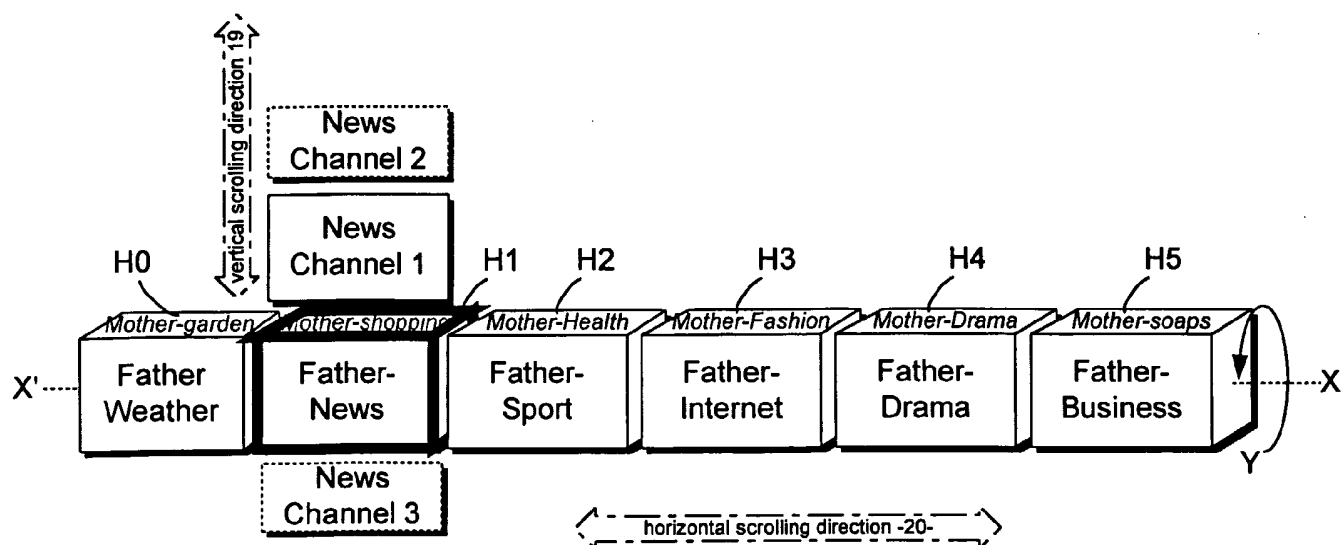 vertical scrolling direction 19
News
Channel 2
News
Channel 1
H0
H1
H2
H3
H4
H5
Mother-garden
Mother-shopping
Mother-Health
Mother-Fashion
Mother-Drama
Mother-soaps
X'
Father
Weather
Father-
News
Father-
Sport
Father-
Internet
Father-
Drama
Father-
Business
X
Y
News
Channel 3
horizontal scrolling direction -20-